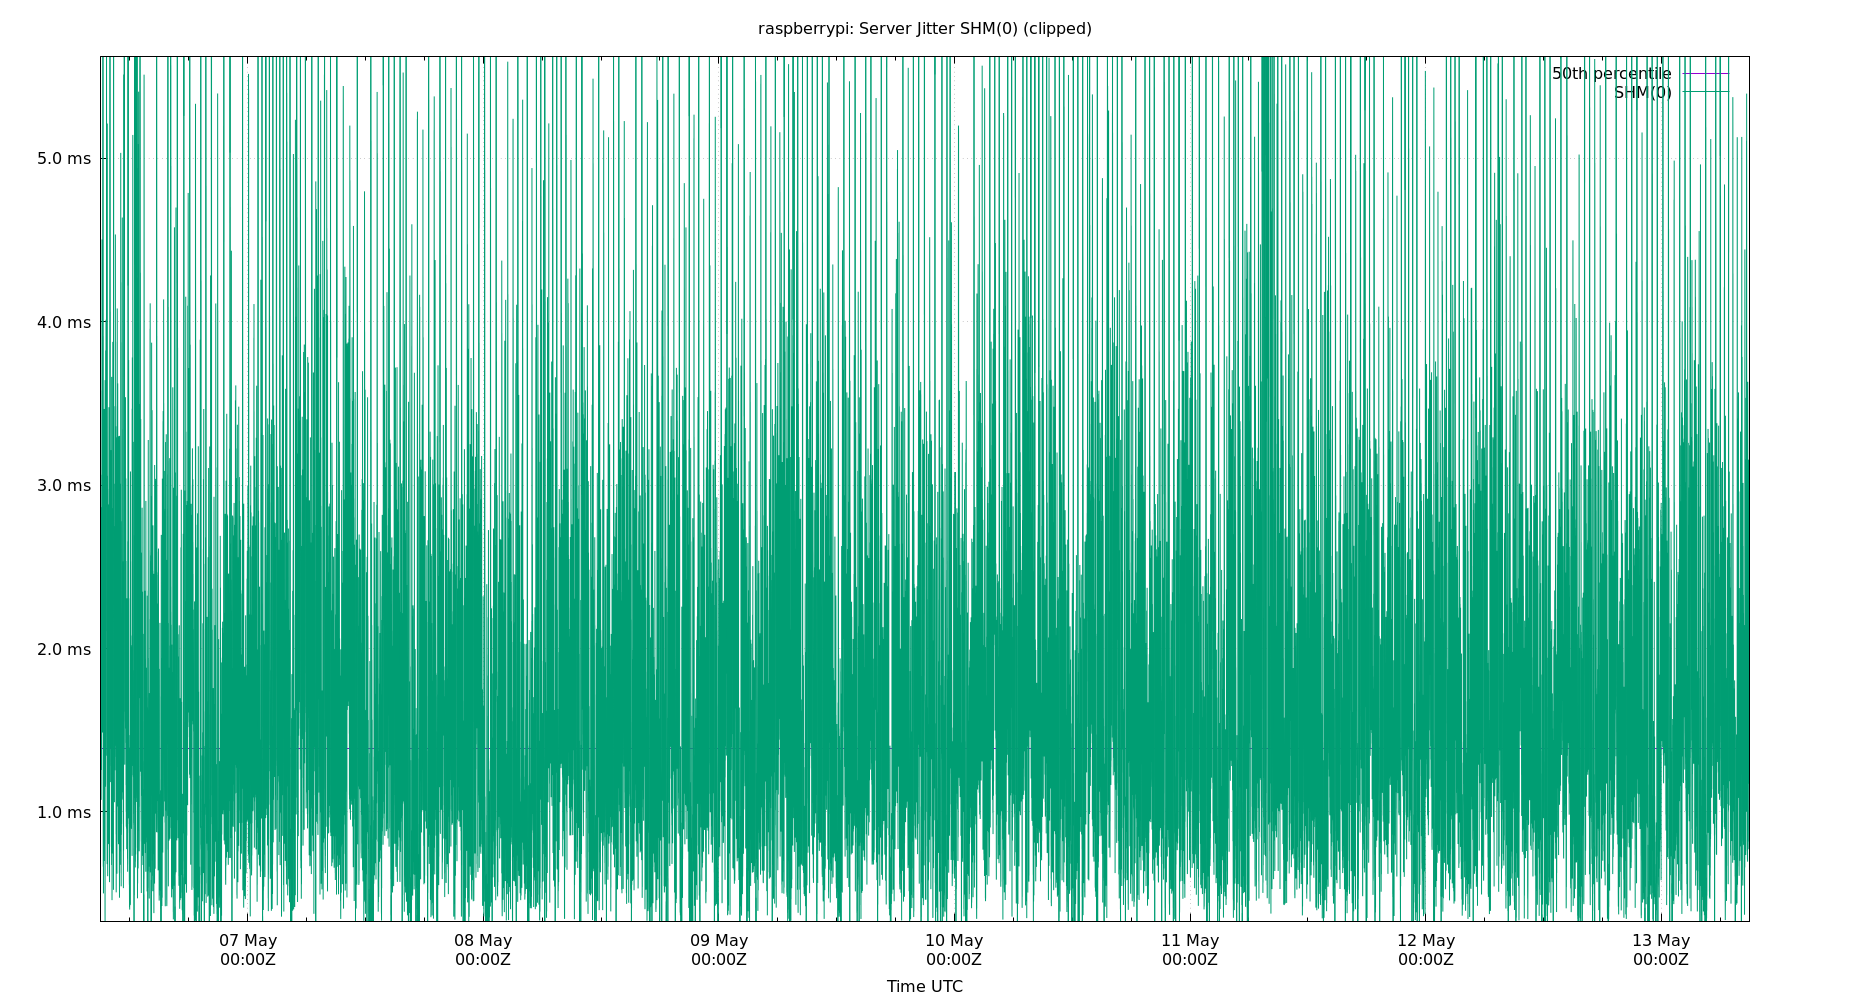 raspberrypi: Server Jitter SHM(0) (clipped)
50th percentile
SHM(0)
5.0 ms
4.0 ms
3.0 ms
2.0 ms
1.0 ms
07 May 08 May 09 May 10 May 11 May 12 May 13 May
00:00Z 00:00Z 00:00Z 00:00Z 00:00Z 00:00Z 00:00Z
Time UTC